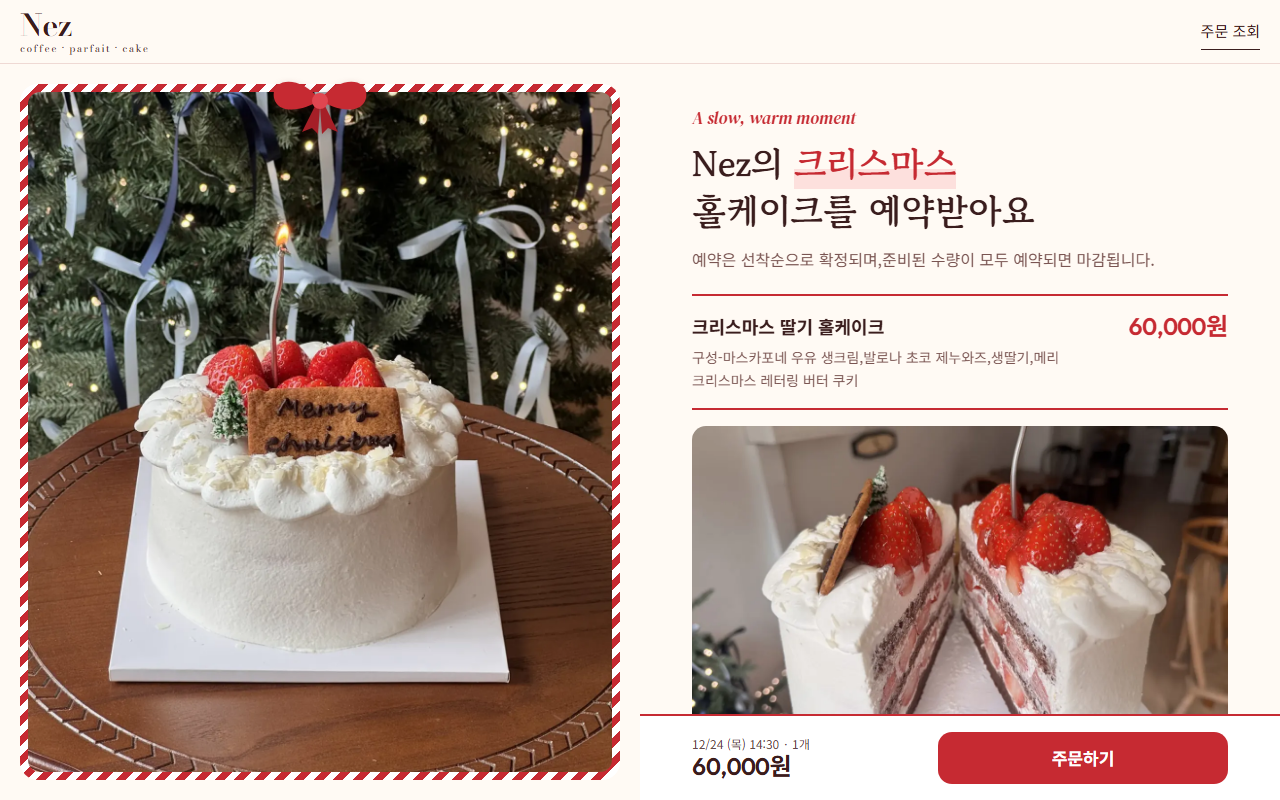 Nez
coffee · parfait · cake
주문 조회
A slow, warm moment
Nez의 크리스마스
홀케이크를 예약받아요
예약은 선착순으로 확정되며,준비된 수량이 모두 예약되면 마감됩니다.
크리스마스 딸기 홀케이크
60,000원
구성-마스카포네 우유 생크림,발로나 초코 제누와즈,생딸기,메리
크리스마스 레터링 버터 쿠키
Merry
christmas
12/24 (목) 14:30 · 1개
60,000원
주문하기